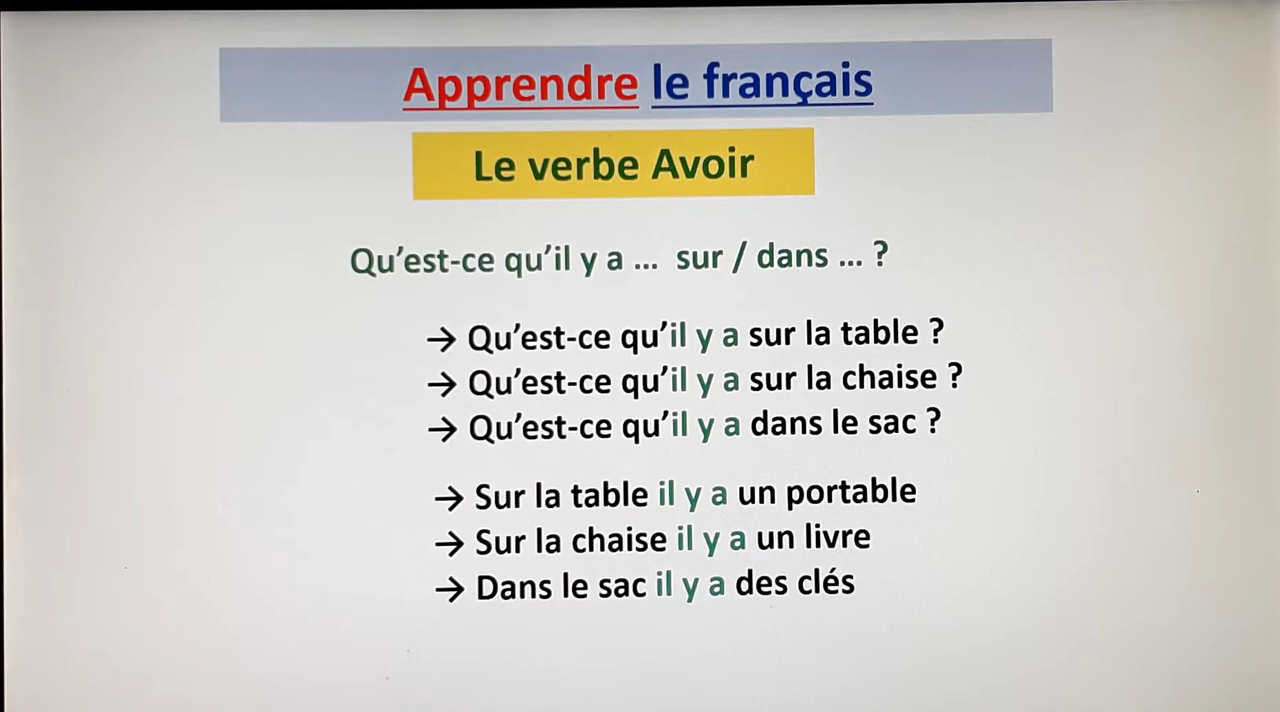 Apprendre le français
Le verbe Avoir
Qu’est-ce qu’il y a ... sur / dans ... ?
→ Qu’est-ce qu’il y a sur la table ?
→ Qu’est-ce qu’il y a sur la chaise ?
→ Qu’est-ce qu’il y a dans le sac ?
→ Sur la table il y a un portable
→ Sur la chaise il y a un livre
→ Dans le sac il y a des clés